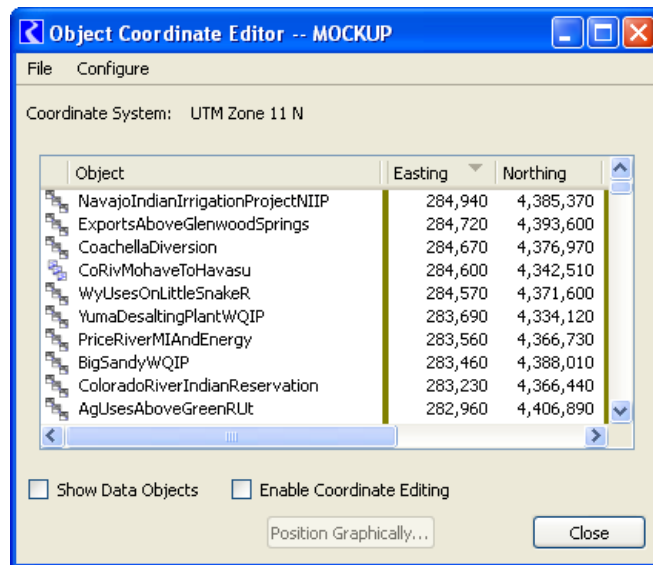 Object Coordinate Editor -- MOCKUP
File Configure
Coordinate System: UTM Zone 11 N
Object Easting Northing
NavajoIndianIrrigationProjectNIIP 284,940 4,385,370
ExportsAboveGlenwoodSprings 284,720 4,393,600
CoachellaDiversion 284,670 4,376,970
CoRivMohaveToHavasu 284,600 4,342,510
WyUsesOnLittleSnakeR 284,570 4,371,600
YumaDesaltingPlantWQIP 283,690 4,334,120
PriceRiverMIAndEnergy 283,560 4,366,730
BigSandyWQIP 283,460 4,388,010
ColoradoRiverIndianReservation 283,230 4,366,440
AgUsesAboveGreenRUt 282,960 4,406,890
Show Data Objects Enable Coordinate Editing
Position Graphically... Close